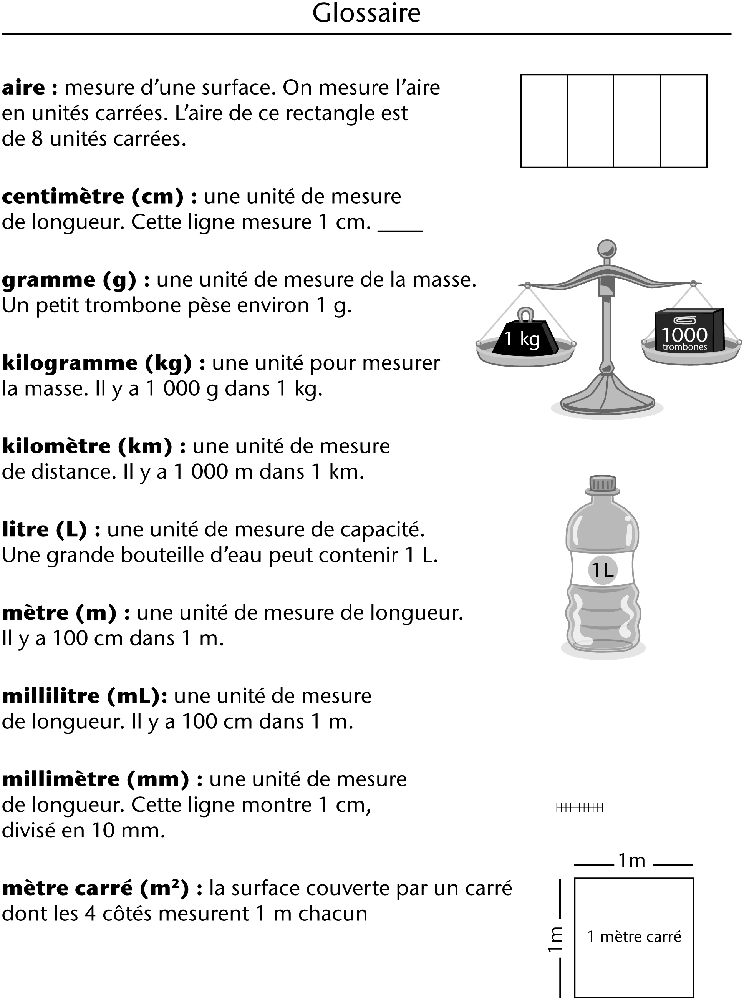 Glossaire
aire : mesure d’une surface. On mesure l’aire
en unités carrées. L’aire de ce rectangle est
de 8 unités carrées.
centimètre (cm) : une unité de mesure
de longueur. Cette ligne mesure 1 cm.
gramme (g) : une unité de mesure de la masse.
Un petit trombone pèse environ 1 g.
1 kg
1000
trombones
kilogramme (kg) : une unité pour mesurer
la masse. Il y a 1 000 g dans 1 kg.
kilomètre (km) : une unité de mesure
de distance. Il y a 1 000 m dans 1 km.
litre (L) : une unité de mesure de capacité.
Une grande bouteille d’eau peut contenir 1 L.
1L
mètre (m) : une unité de mesure de longueur.
Il y a 100 cm dans 1 m.
millilitre (mL): une unité de mesure
de longueur. Il y a 100 cm dans 1 m.
millimètre (mm) : une unité de mesure
de longueur. Cette ligne montre 1 cm,
divisé en 10 mm.
mètre carré (m²) : la surface couverte par un carré
dont les 4 côtés mesurent 1 m chacun
1m
1m
1 mètre carré